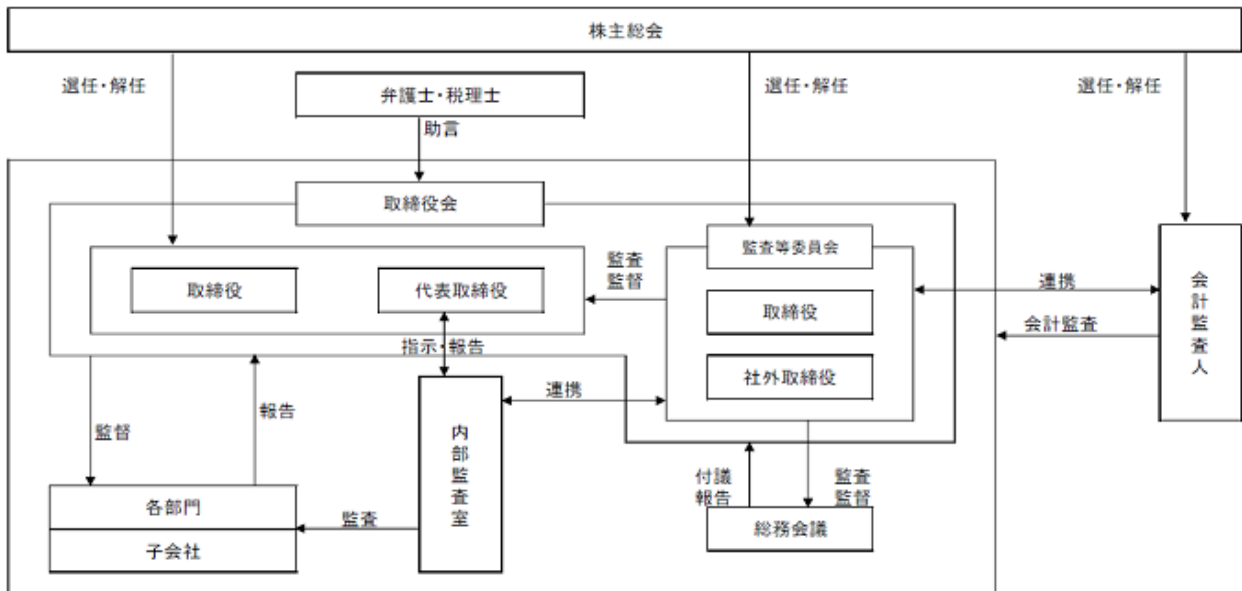 株主総会
選任・解任
選任・解任
選任・解任
弁護士・税理士
助言
取締役会
監査等委員会
取締役
代表取締役
監査
監督
取締役
社外取締役
連携
会計監査
会計監査人
指示・報告
連携
監督
報告
内部監査室
付議
報告
監査
監督
各部門
子会社
監査
総務会議